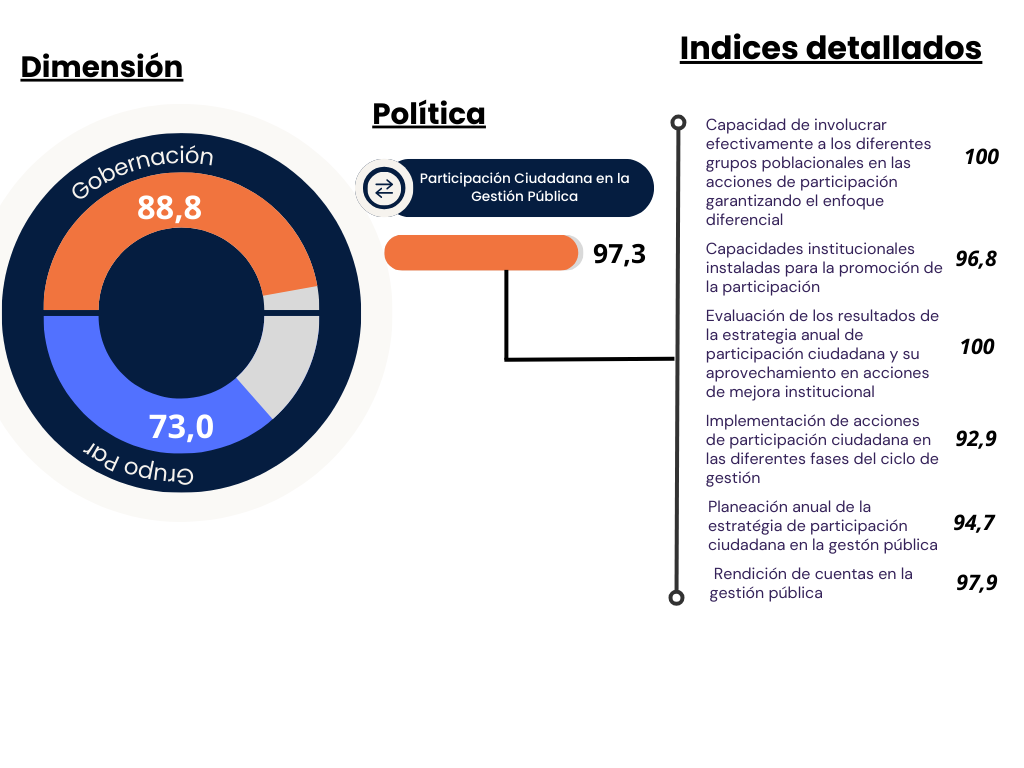 Dimensión
Gobernación
88,8
73,0
Grupo Par
Política
Participación Ciudadana en la
Gestión Pública
97,3
Indices detallados
Capacidad de involucrar
efectivamente a los diferentes
grupos poblacionales en las
acciones de participación
garantizando el enfoque
diferencial
100
Capacidades institucionales
instaladas para la promoción de
la participación
96,8
Evaluación de los resultados de
la estrategia anual de
participación ciudadana y su
aprovechamiento en acciones
de mejora institucional
100
Implementación de acciones
de participación ciudadana en
las diferentes fases del ciclo de
gestión
92,9
Planeación anual de la
estratégia de participación
ciudadana en la gestón pública
94,7
Rendición de cuentas en la
gestión pública
97,9